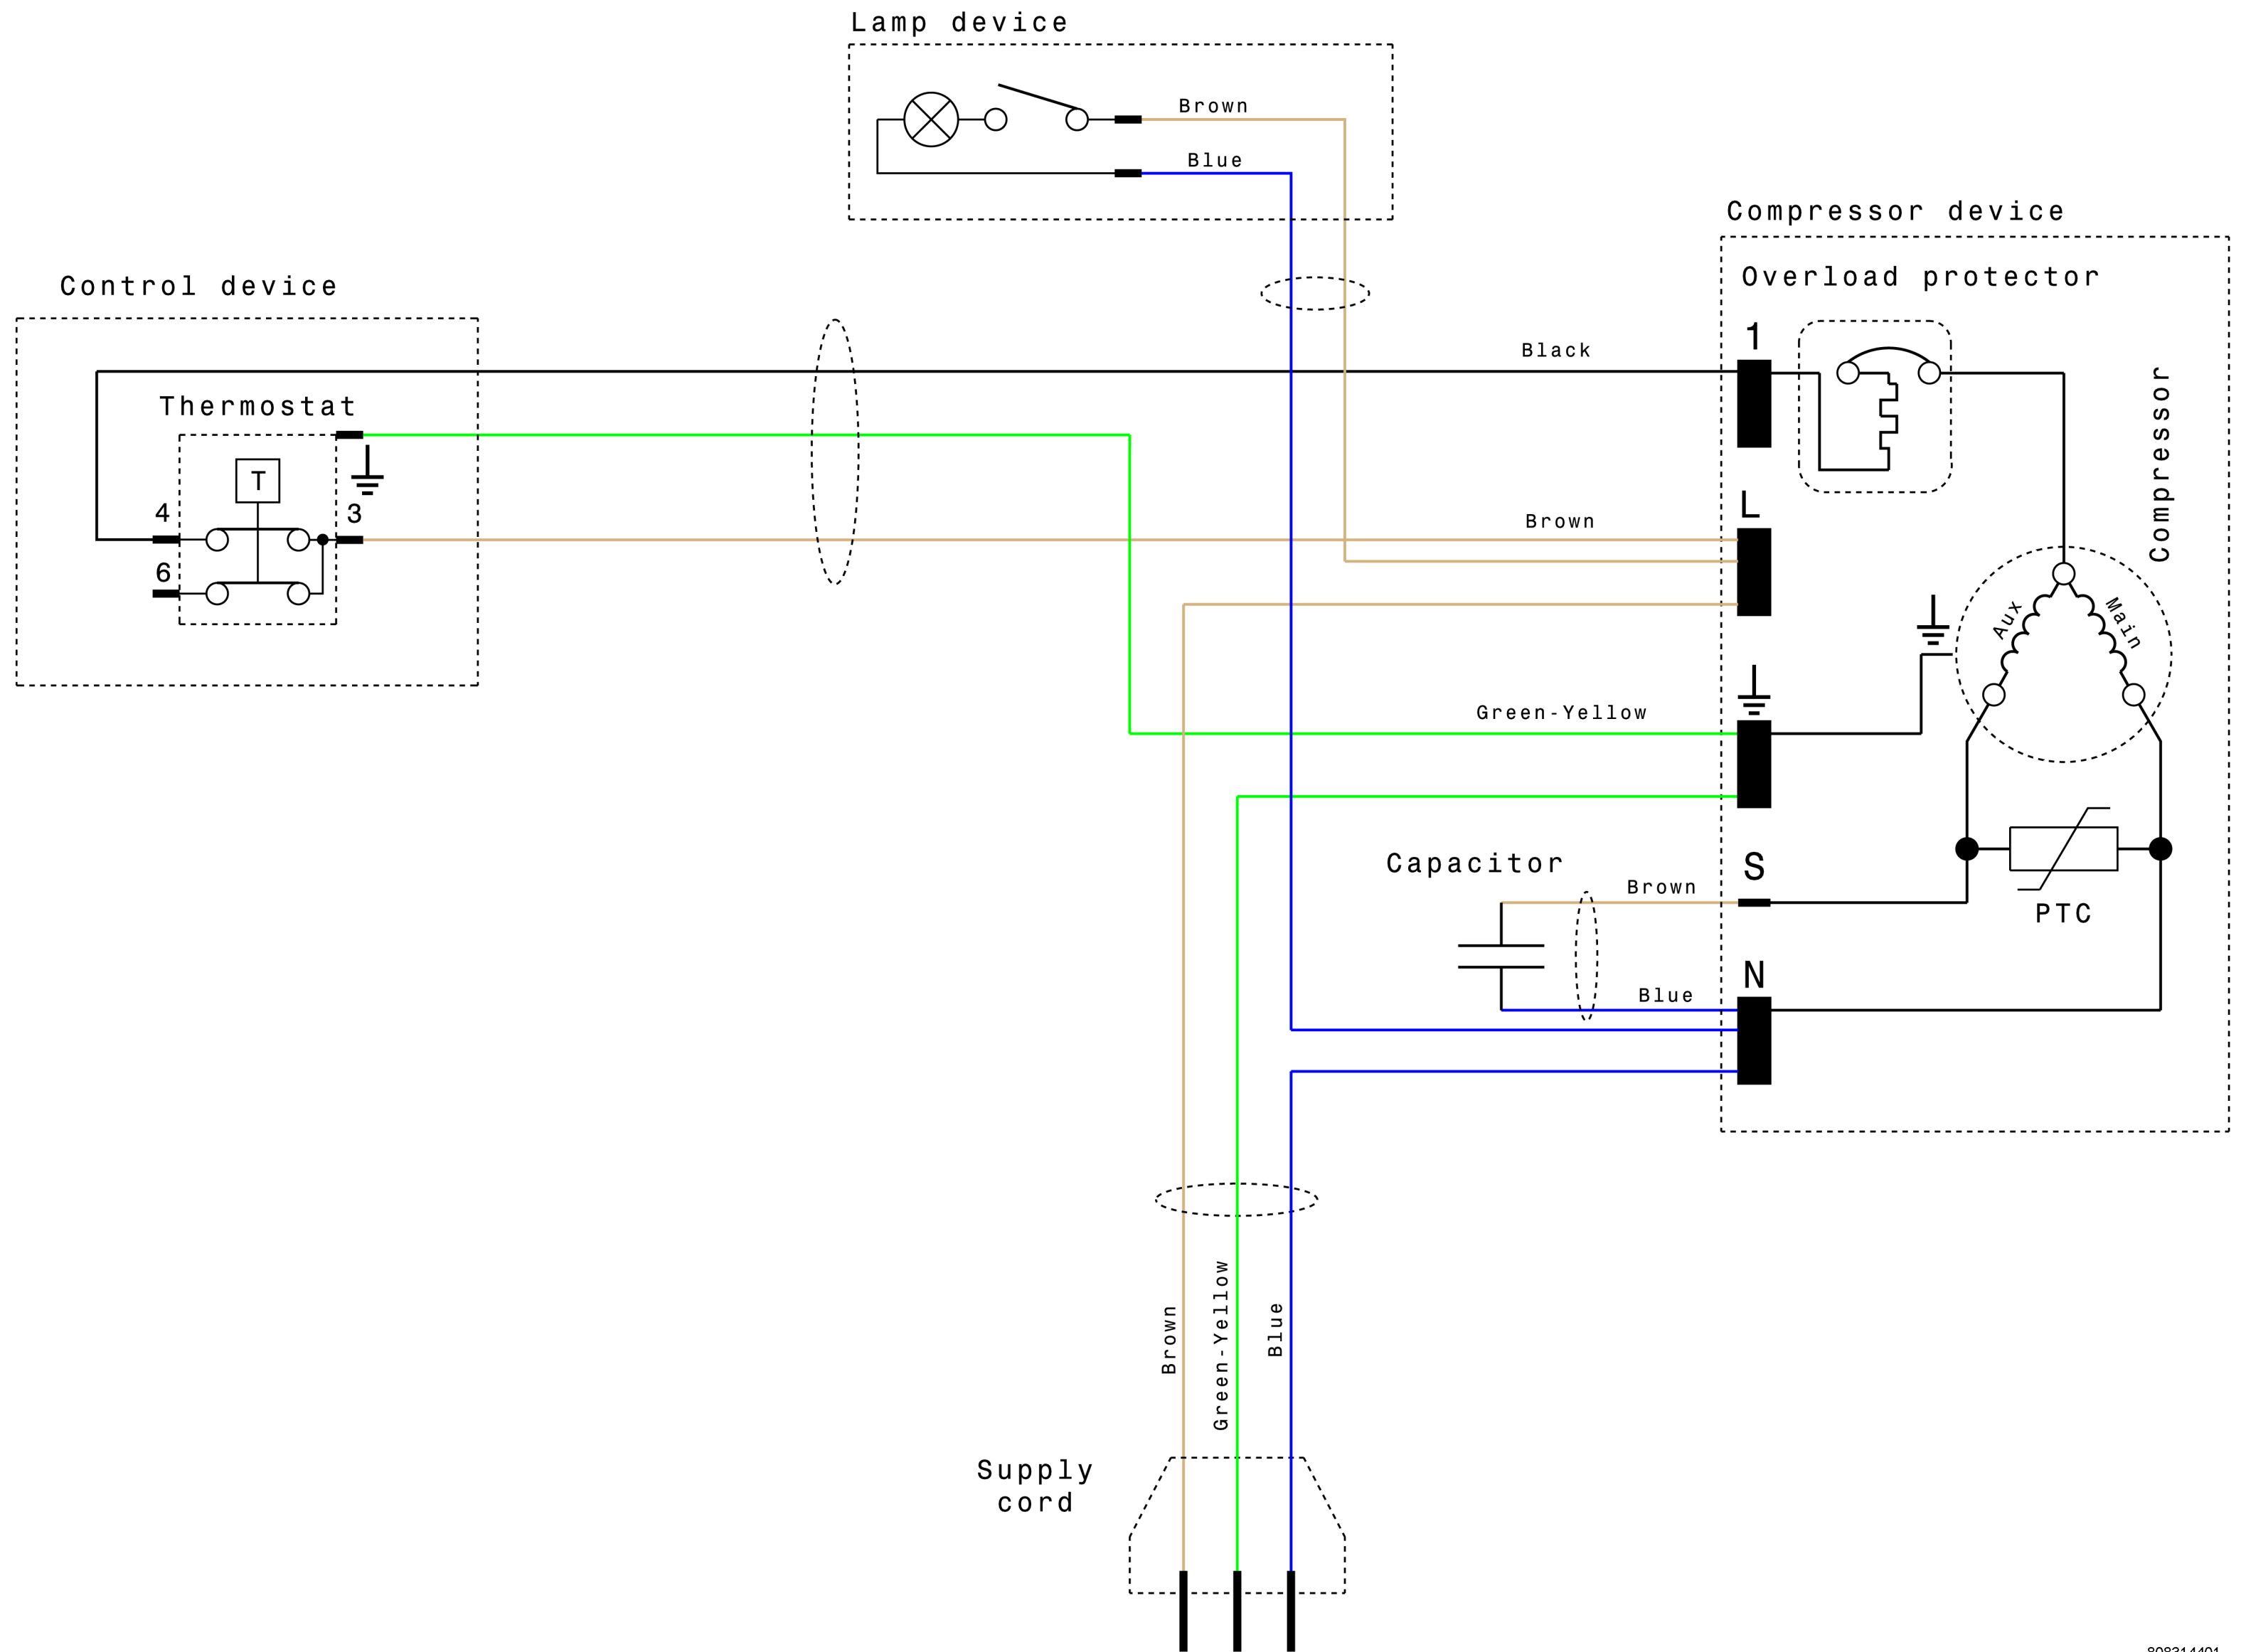 Lamp device
Brown
Blue
Compressor device
Overload protector
Control device
1
Black
Compressor
Thermostat
T
L
4
3
Brown
6
Aux
Main
Green-Yellow
Capacitor
S
Brown
PTC
N
Blue
Brown
Green-Yellow
Blue
Supply
cord
808314401